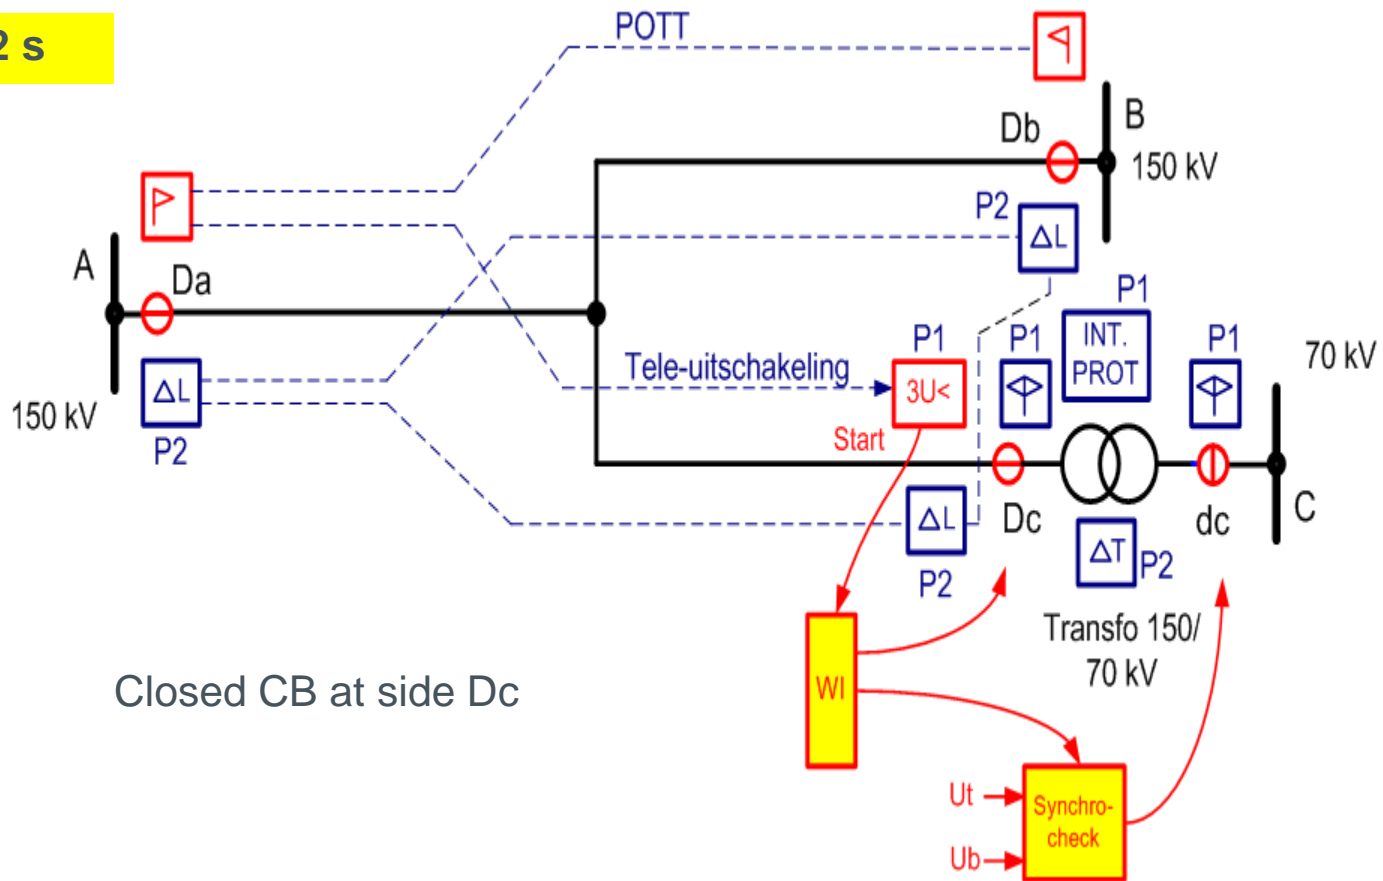 2 s
POTT
B
Db
150 kV
P2
ΔL
A
Da
P1
INT.
PROT
P1
P1
P1
70 kV
Tele-uitschakeling
3U<
ΔL
150 kV
P2
Start
ΔL
P2
Dc
ΔT
P2
dc
C
Transfo 150/
70 kV
Closed CB at side Dc
WI
Ut
Ub
Synchro-
check